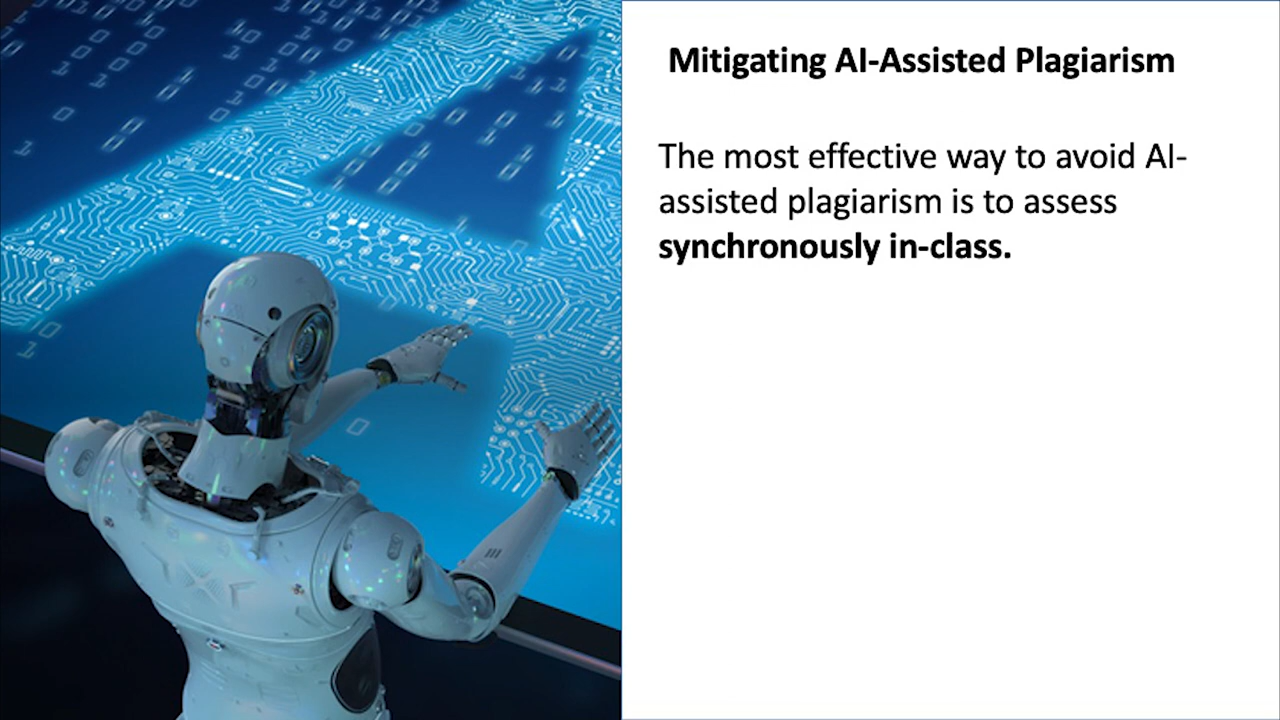 Mitigating AI-Assisted Plagiarism
The most effective way to avoid AI-
assisted plagiarism is to assess
synchronously in-class.